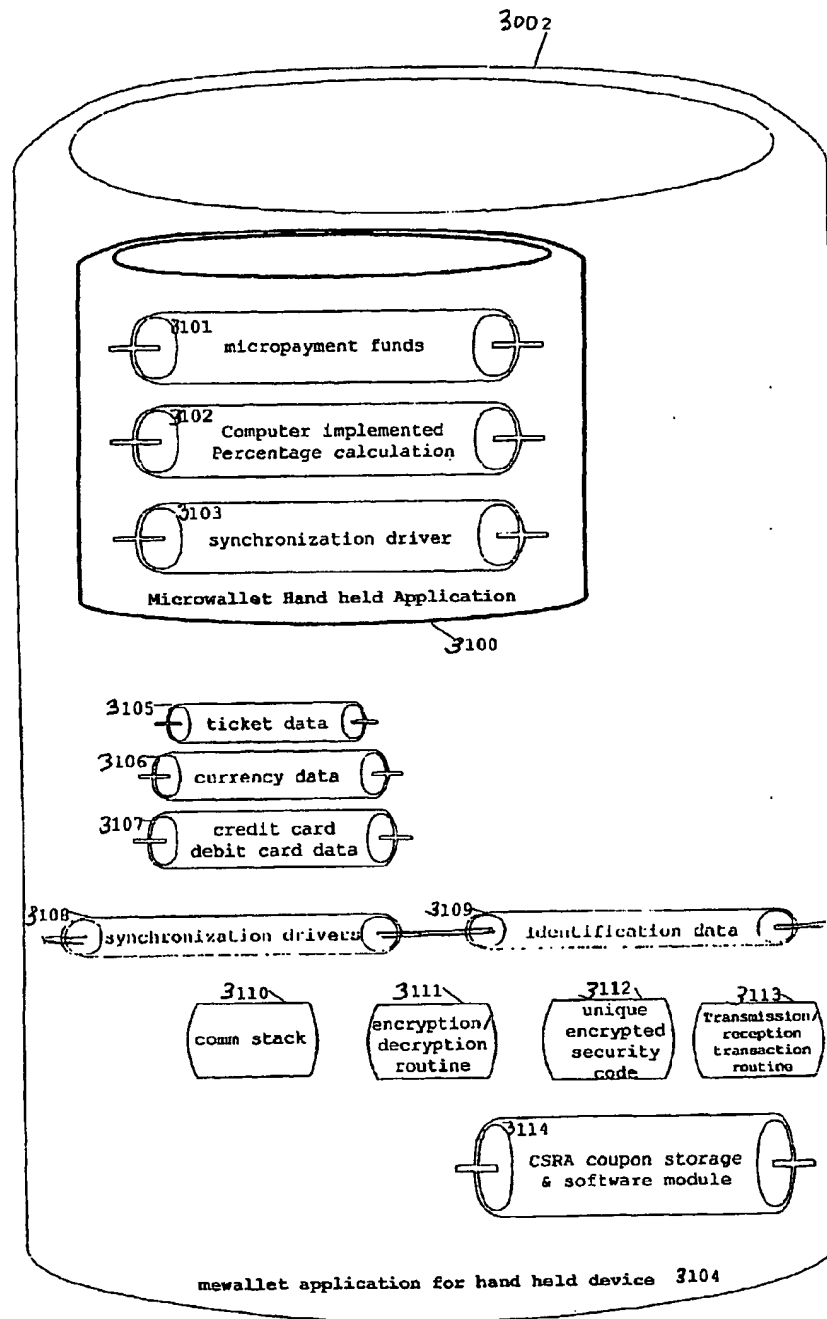 3002
3101
micropayment funds
3102
Computer implemented
Percentage calculation
3103
synchronization driver
Microwallet Hand held Application
3100
3105
ticket data
3106
currency data
3107
credit card
debit card data
3108
synchronization drivers
3109
identification data
3110
comm stack
3111
encryption/
decryption
routine
3112
unique
encrypted
security
code
3113
Transmission/
reception
transaction
routing
3114
CSRA coupon storage
& software module
mewallet application for hand held device 3104